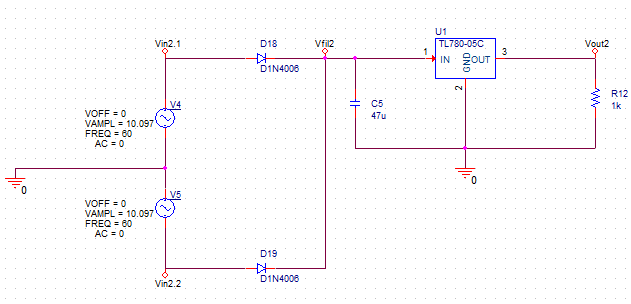 Vin2.1
D18
D1N4006
Vfil2
U1
TL780-05C
1
IN
OUT
GND
3
2
Vout2
V4
VOFF = 0
VAMPL = 10.097
FREQ = 60
AC = 0
C5
47u
R12
1k
0
0
V5
VOFF = 0
VAMPL = 10.097
FREQ = 60
AC = 0
D19
D1N4006
Vin2.2